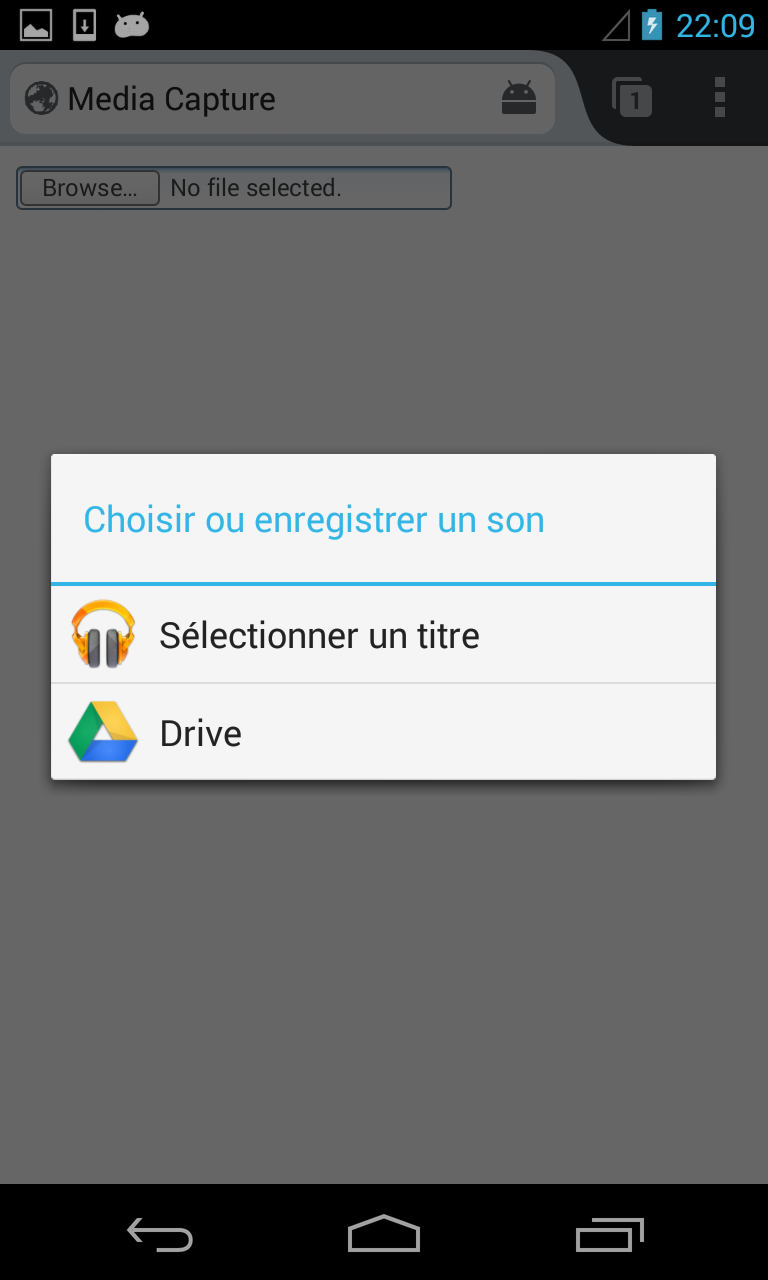 22:09
Media Capture
1
Browse... No file selected.
Choisir ou enregistrer un son
Sélectionner un titre
Drive